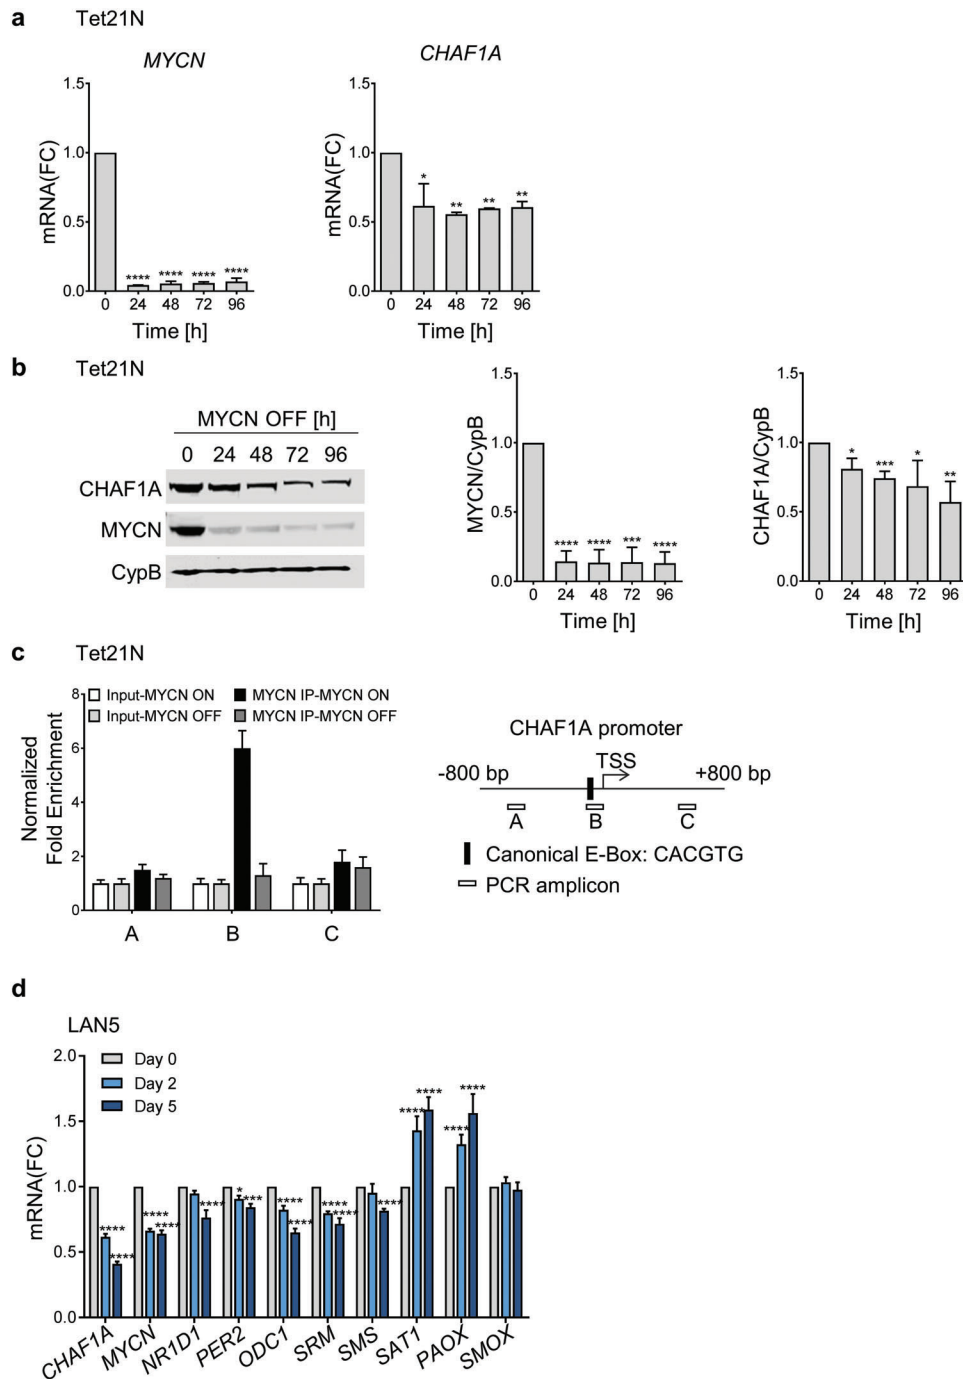 a Tet21N
MYCN
mRNA(FC)
1.5
1.0
0.5
0.0
**** **** **** ****
0 24 48 72 96
Time [h]
CHAF1A
mRNA(FC)
1.5
1.0
0.5
0.0
* ** ** **
0 24 48 72 96
Time [h]
b Tet21N
MYCN OFF [h]
0 24 48 72 96
CHAF1A
MYCN
CypB
MYCN/CypB
1.5
1.0
0.5
0.0
**** **** *** ****
0 24 48 72 96
Time [h]
CHAF1A/CypB
1.5
1.0
0.5
0.0
* *** * **
0 24 48 72 96
Time [h]
c Tet21N
Normalized
Fold Enrichment
8
6
4
2
0
Input-MYCN ON MYCN IP-MYCN ON
Input-MYCN OFF MYCN IP-MYCN OFF
A B C
CHAF1A promoter
TSS
-800 bp +800 bp
A B C
Canonical E-Box: CACGTG
PCR amplicon
d
LAN5
mRNA(FC)
2.0
1.5
1.0
0.5
0.0
Day 0
Day 2
Day 5
**** **** **** **** **** * *** **** **** **** **** **** **** **** **** ****
CHAF1A MYCN NR1D1 PER2 ODC1 SRM SMS SAT1 PAOX SMOX